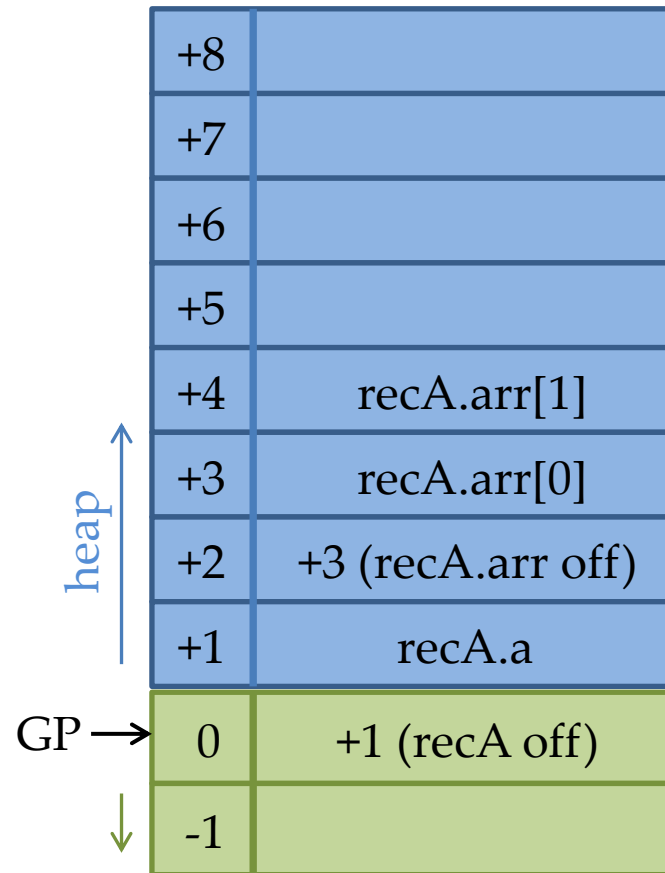 +8
+7
+6
+5
+4 recA.arr[1]
+3 recA.arr[0]
+2 +3 (recA.arr off)
+1 recA.a
heap
GP 0 +1 (recA off)
-1